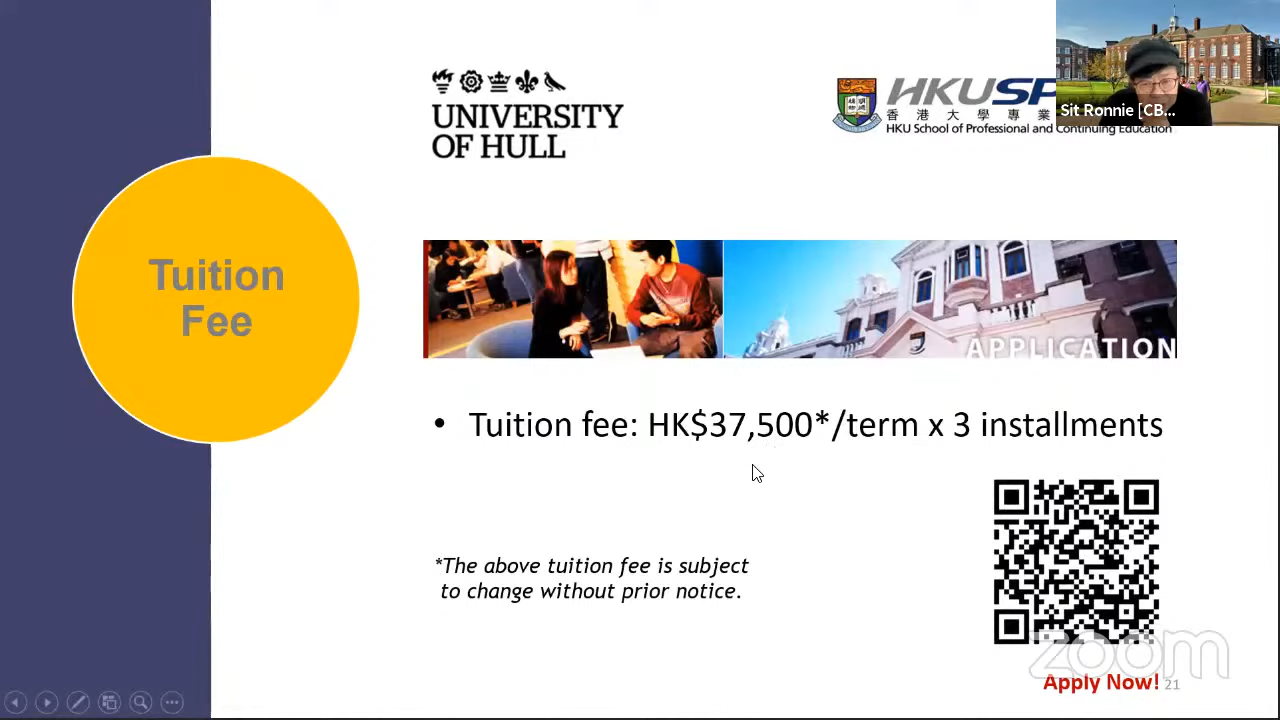 UNIVERSITY
OF HULL
HKUSP
香港大學專業
HKU School of Professional and Continuing Education
Sit Ronnie [CB...
Tuition
Fee
APPLICATION
• Tuition fee: HK$37,500*/term x 3 installments
*The above tuition fee is subject
to change without prior notice.
zoom
Apply Now! 21